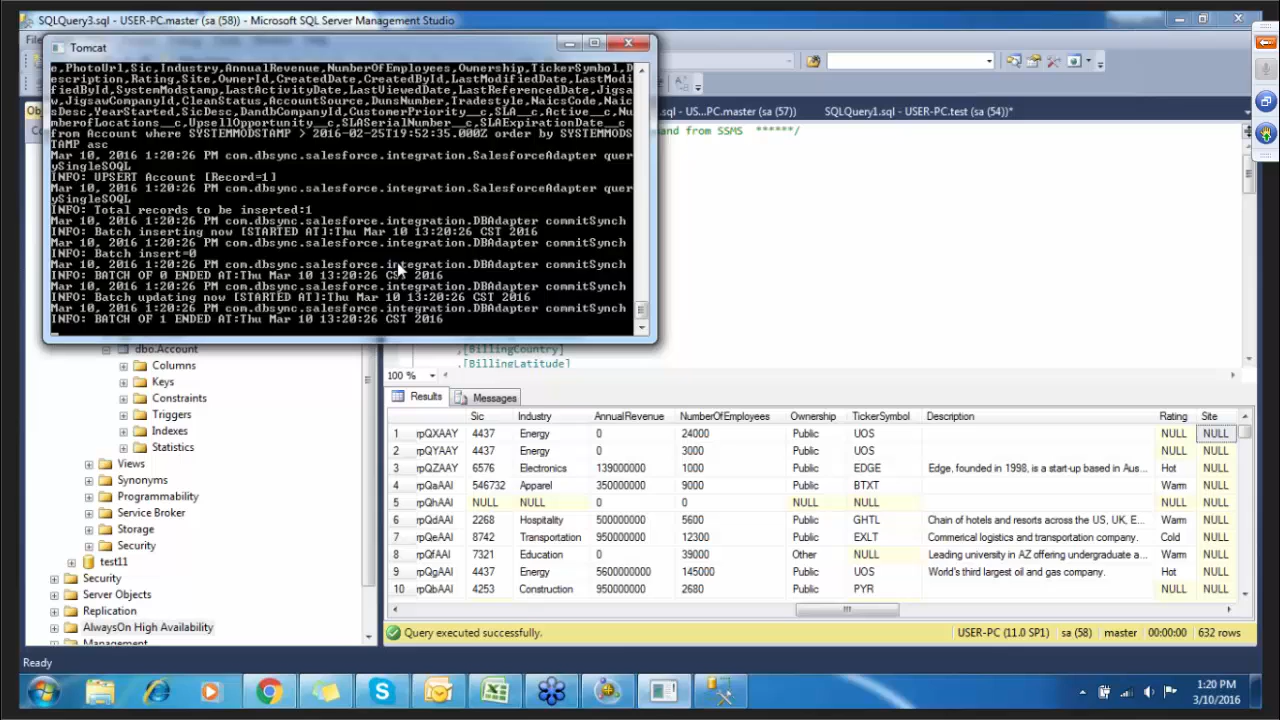 SQLQuery3.sql - USER-PC.master (sa (58)) - Microsoft SQL Server Management Studio
Tomcat
e,PhotoUrl,Sic,Industry,AnnualRevenue,NumberOfEmployees,Ownership,TickerSymbol,D
escription,Rating,Site,OwnerId,CreatedDate,CreatedById,LastModifiedDate,LastModi
fiedById,SystemModstamp,LastActivityDate,LastViewedDate,LastReferencedDate,Jigsa
w,JigsawCompanyId,CleanStatus,AccountSource,DunsNumber,Tradestyle,NaicsCode,Naic
sDesc,YearStarted,SicDesc,DandbCompanyId,CustomerPriority__c,SLA__c,Active__c,Nu
mberofLocations__c,UpsellOpportunity__c,SLASerialNumber__c,SLAExpirationDate__c
from Account where SYSTEMMODSTAMP > 2016-02-25T19:52:35.000Z order by SYSTEMMODS
TAMP asc
Mar 10, 2016 1:20:26 PM com.dbsync.salesforce.integration.SalesforceAdapter quer
ySingleSOQL
INFO: UPSERT Account [Record=1]
Mar 10, 2016 1:20:26 PM com.dbsync.salesforce.integration.SalesforceAdapter quer
ySingleSOQL
INFO: Total records to be inserted:1
Mar 10, 2016 1:20:26 PM com.dbsync.salesforce.integration.DBAdapter commitSynch
INFO: Batch inserting now [STARTED AT]:Thu Mar 10 13:20:26 CST 2016
Mar 10, 2016 1:20:26 PM com.dbsync.salesforce.integration.DBAdapter commitSynch
INFO: Batch insert=0
Mar 10, 2016 1:20:26 PM com.dbsync.salesforce.integration.DBAdapter commitSynch
INFO: BATCH OF 0 ENDED AT:Thu Mar 10 13:20:26 CST 2016
Mar 10, 2016 1:20:26 PM com.dbsync.salesforce.integration.DBAdapter commitSynch
INFO: Batch updating now [STARTED AT]:Thu Mar 10 13:20:26 CST 2016
Mar 10, 2016 1:20:26 PM com.dbsync.salesforce.integration.DBAdapter commitSynch
INFO: BATCH OF 1 ENDED AT:Thu Mar 10 13:20:26 CST 2016
.sql - US...PC.master (sa (57)) SQLQuery1.sql - USER-PC.test (sa (54))*
and from SSMS ******/
,[BillingCountry]
,[BillingLatitude]
100 %
dbo.Account
Columns
Keys
Constraints
Triggers
Indexes
Statistics
Views
Synonyms
Programmability
Service Broker
Storage
Security
test11
Security
Server Objects
Replication
AlwaysOn High Availability
Management
Results Messages
Sic Industry AnnualRevenue NumberOfEmployees Ownership TickerSymbol Description Rating Site
1 rpQXAAY 4437 Energy 0 24000 Public UOS NULL NULL
2 rpQYAAY 4437 Energy 0 3000 Public UOS NULL NULL
3 rpQZAAY 6576 Electronics 139000000 1000 Public EDGE Edge, founded in 1998, is a start-up based in Aus... Hot NULL
4 rpQaAAI 546732 Apparel 350000000 9000 Public BTXT Warm NULL
5 rpQhAAI NULL NULL 0 0 NULL NULL NULL NULL
6 rpQdAAI 2268 Hospitality 500000000 5600 Public GHTL Chain of hotels and resorts across the US, UK, E... Warm NULL
7 rpQeAAI 8742 Transportation 950000000 12300 Public EXLT Commerical logistics and transportation company. Cold NULL
8 rpQfAAI 7321 Education 0 39000 Other NULL Leading university in AZ offering undergraduate a... Warm NULL
9 rpQgAAI 4437 Energy 5600000000 145000 Public UOS World's third largest oil and gas company. Hot NULL
10 rpQbAAI 4253 Construction 950000000 2680 Public PYR NULL NULL
Query executed successfully. USER-PC (11.0 SP1) sa (58) master 00:00:00 632 rows
Ready
1:20 PM
3/10/2016